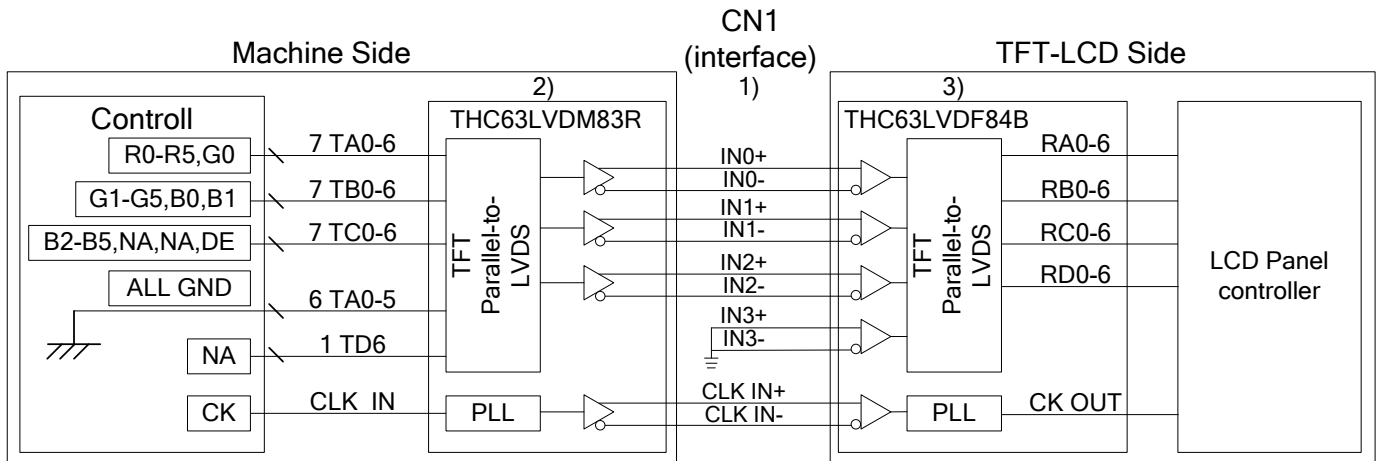 CN1
(interface)
1)
Machine Side
TFT-LCD Side
2)
3)
Controll
THC63LVDM83R
THC63LVDF84B
R0-R5,G0
7 TA0-6
G1-G5,B0,B1
7 TB0-6
B2-B5,NA,NA,DE
7 TC0-6
ALL GND
6 TA0-5
NA
1 TD6
CK
CLK IN
TFT
Parallel-to-
LVDS
PLL
IN0+
IN0-
IN1+
IN1-
IN2+
IN2-
IN3+
IN3-
CLK IN+
CLK IN-
TFT
Parallel-to-
LVDS
PLL
RA0-6
RB0-6
RC0-6
RD0-6
CK OUT
LCD Panel
controller